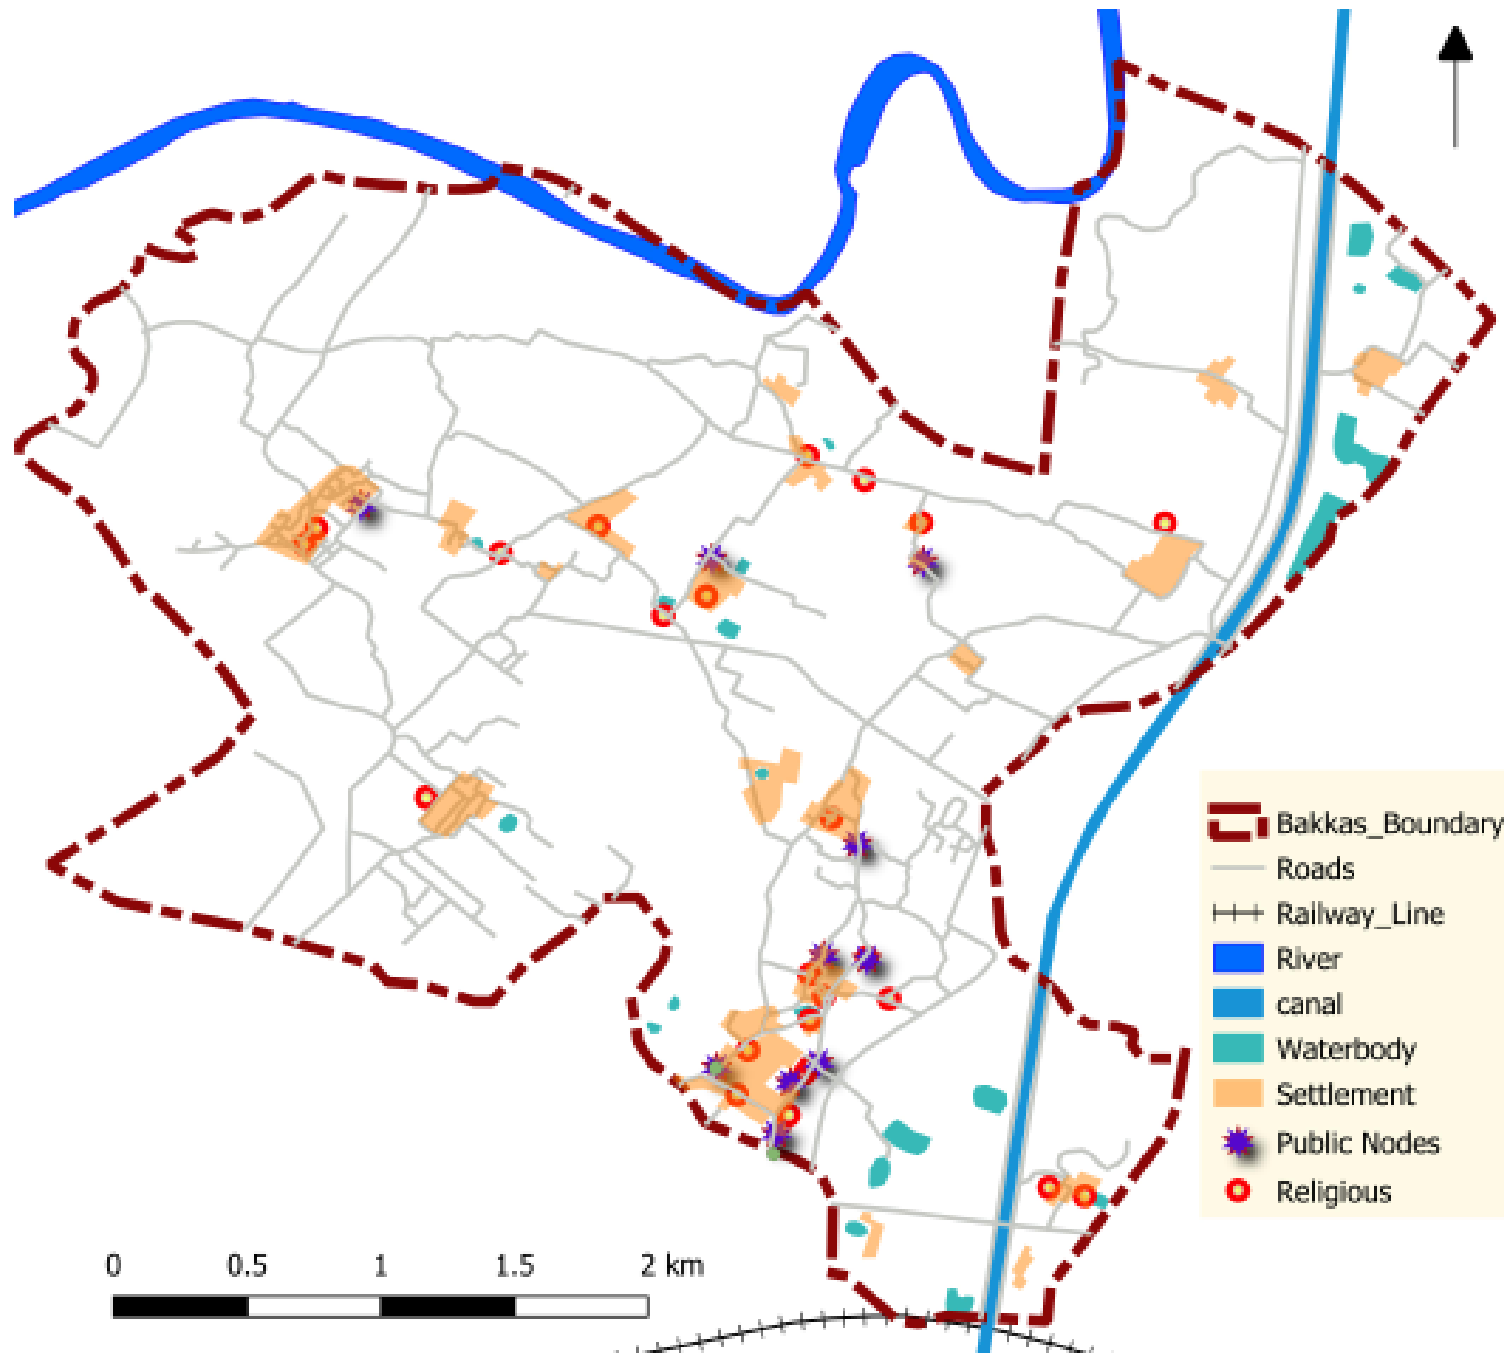 Bakkas_Boundary
Roads
Railway_Line
River
canal
Waterbody
Settlement
Public Nodes
Religious
0 0.5 1 1.5 2 km